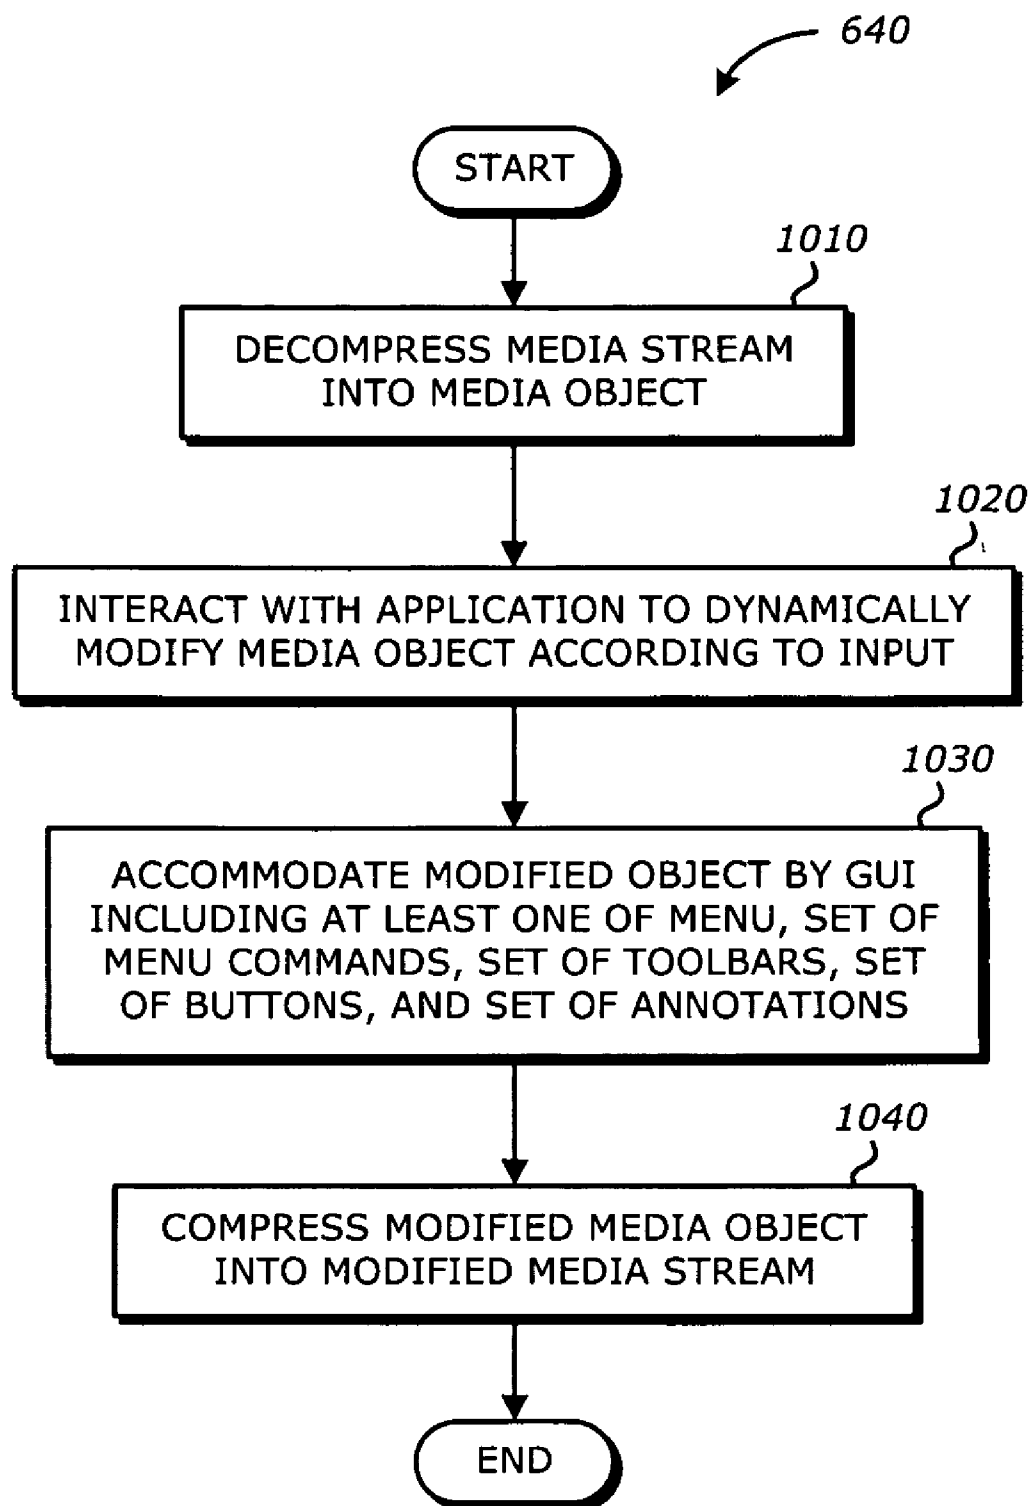 640
START
1010
DECOMPRESS MEDIA STREAM
INTO MEDIA OBJECT
1020
INTERACT WITH APPLICATION TO DYNAMICALLY
MODIFY MEDIA OBJECT ACCORDING TO INPUT
1030
ACCOMMODATE MODIFIED OBJECT BY GUI
INCLUDING AT LEAST ONE OF MENU, SET OF
MENU COMMANDS, SET OF TOOLBARS, SET
OF BUTTONS, AND SET OF ANNOTATIONS
1040
COMPRESS MODIFIED MEDIA OBJECT
INTO MODIFIED MEDIA STREAM
END